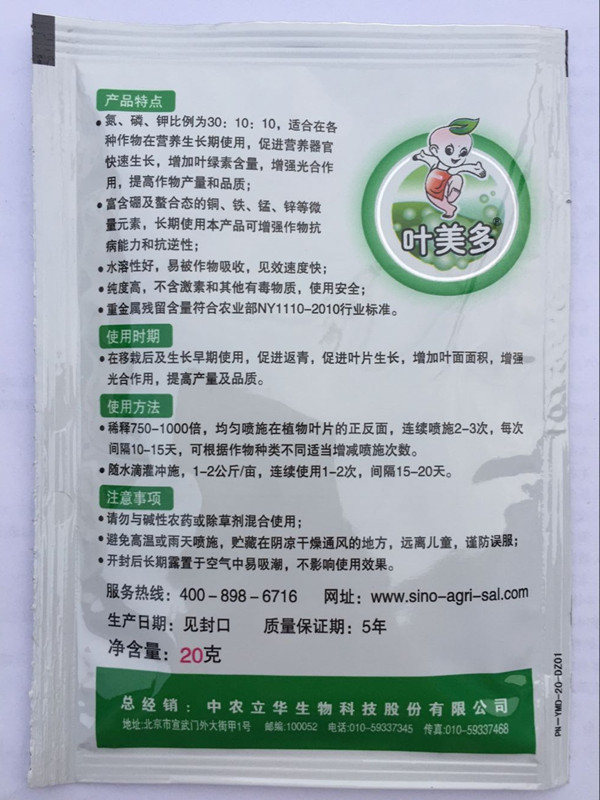 产品特点
•氮、磷、钾比例为30：10：10，适合在各
种作物在营养生长期使用，促进营养器官
快速生长，增加叶绿素含量，增强光合作
用，提高作物产量和品质；
•富含硼及螯合态的铜、铁、锰、锌等微
量元素，长期使用本产品可增强作物抗
病能力和抗逆性；
•水溶性好，易被作物吸收，见效速度快；
•纯度高，不含激素和其他有毒物质，使用安全；
•重金属残留含量符合农业部NY1110-2010行业标准。
叶美多®
使用时期
•在移栽后及生长早期使用，促进返青，促进叶片生长，增加叶面面积，增强
光合作用，提高产量及品质。
使用方法
•稀释750-1000倍，均匀喷施在植物叶片的正反面，连续喷施2-3次，每次
间隔10-15天，可根据作物种类不同适当增减喷施次数。
•随水滴灌冲施，1-2公斤/亩，连续使用1-2次，间隔15-20天。
注意事项
•请勿与碱性农药或除草剂混合使用；
•避免高温或雨天喷施，贮藏在阴凉干燥通风的地方，远离儿童，谨防误服；
•开封后长期露置于空气中易吸潮，不影响使用效果。
服务热线：400-898-6716 网址：www.sino-agri-sal.com
生产日期：见封口 质量保证期：5年
净含量：20克
总经销：中农立华生物科技股份有限公司
地址:北京市宣武门外大街甲1号 邮编:100052 电话:010-59337345 传真:010-59337468
PN-YMD-20-DZ01